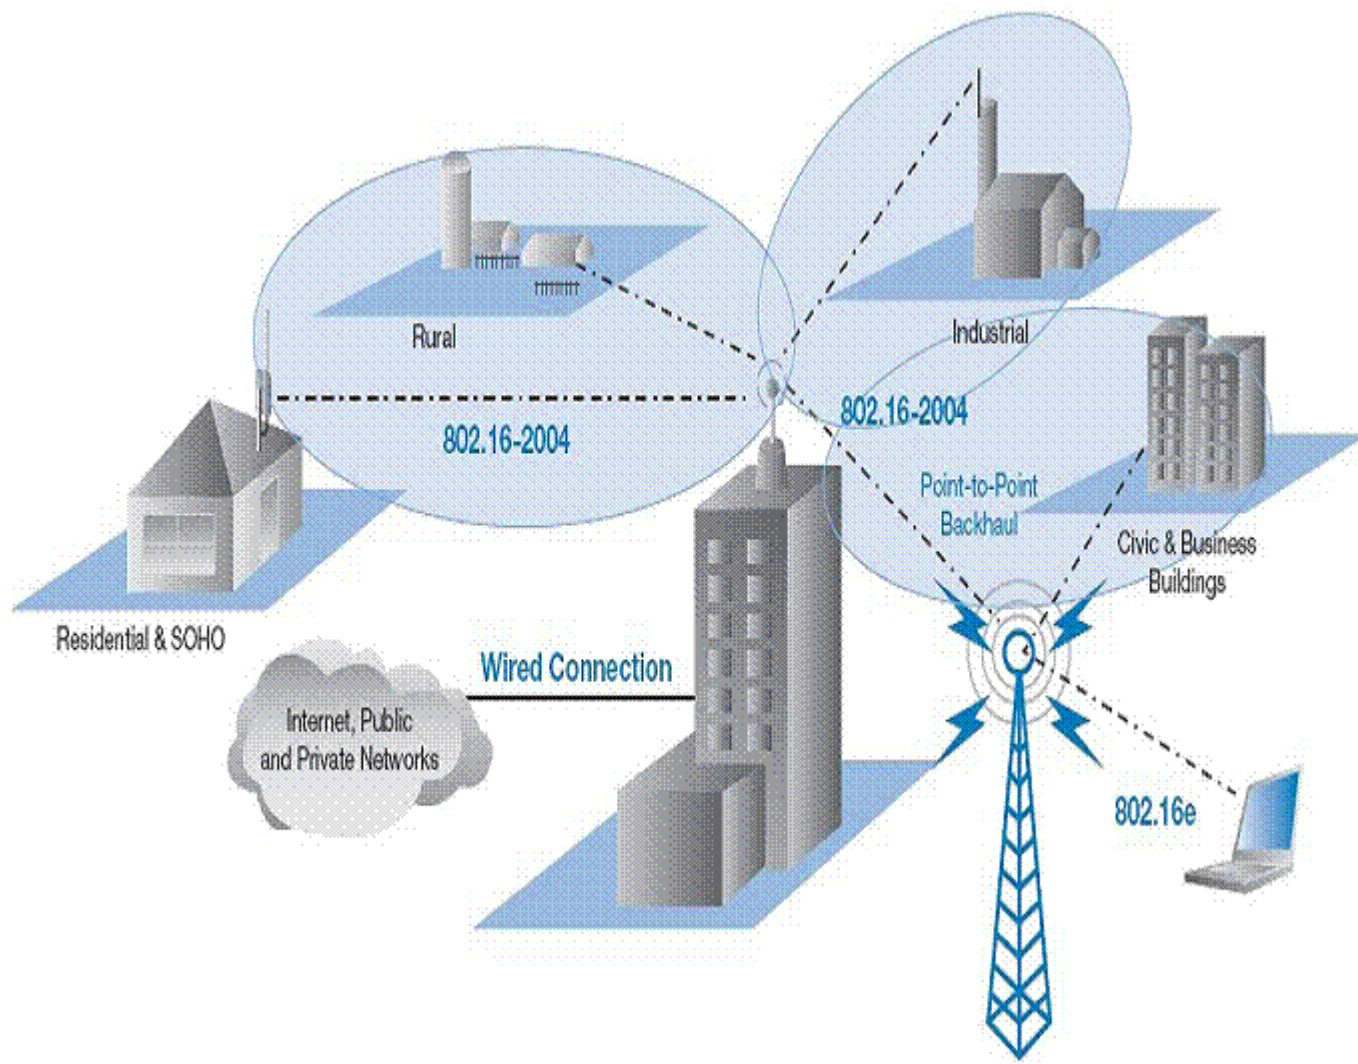 Rural
Industrial
802.16-2004
802.16-2004
Point-to-Point
Backhaul
Civic & Business
Buildings
Residential & SOHO
Wired Connection
Internet, Public
and Private Networks
802.16e